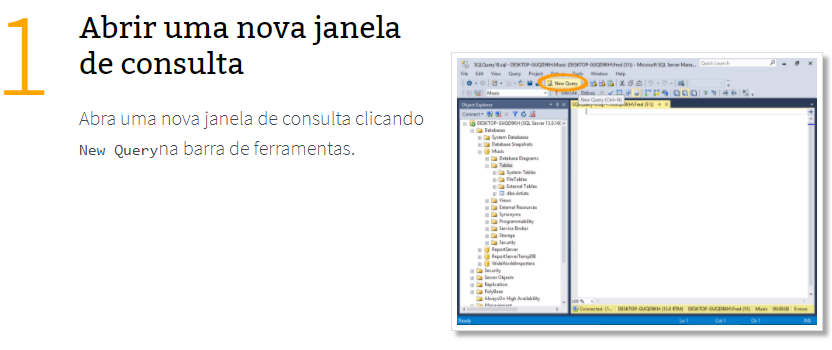 1
Abrir uma nova janela
de consulta
Abra uma nova janela de consulta clicando
New Queryna barra de ferramentas.
SQLQuery10.sql - DESKTOP-GUQD9KH.Music (DESKTOP-GUQD9KH\Fred (51)) - Microsoft SQL Server Mana...
Quick Launch
File Edit View Query Project Debug Tools Window Help
New Query
Music
Execute Debug
New Query (Ctrl+N)
Object Explorer
Connect
DESKTOP-GUQD9KH (SQL Server 13.0.16
Databases
System Databases
Database Snapshots
Music
Database Diagrams
Tables
System Tables
FileTables
External Tables
dbo.Artists
Views
External Resources
Synonyms
Programmability
Service Broker
Storage
Security
ReportServer
ReportServerTempDB
WideWorldImporters
Security
Server Objects
Replication
PolyBase
AlwaysOn High Availability
Management
100 %
Connected. (1... DESKTOP-GUQD9KH (13.0 RTM) DESKTOP-GUQD9KH\Fred (51) Music 00:00:00 0 rows
Ready Ln 1 Col 1 Ch 1 INS